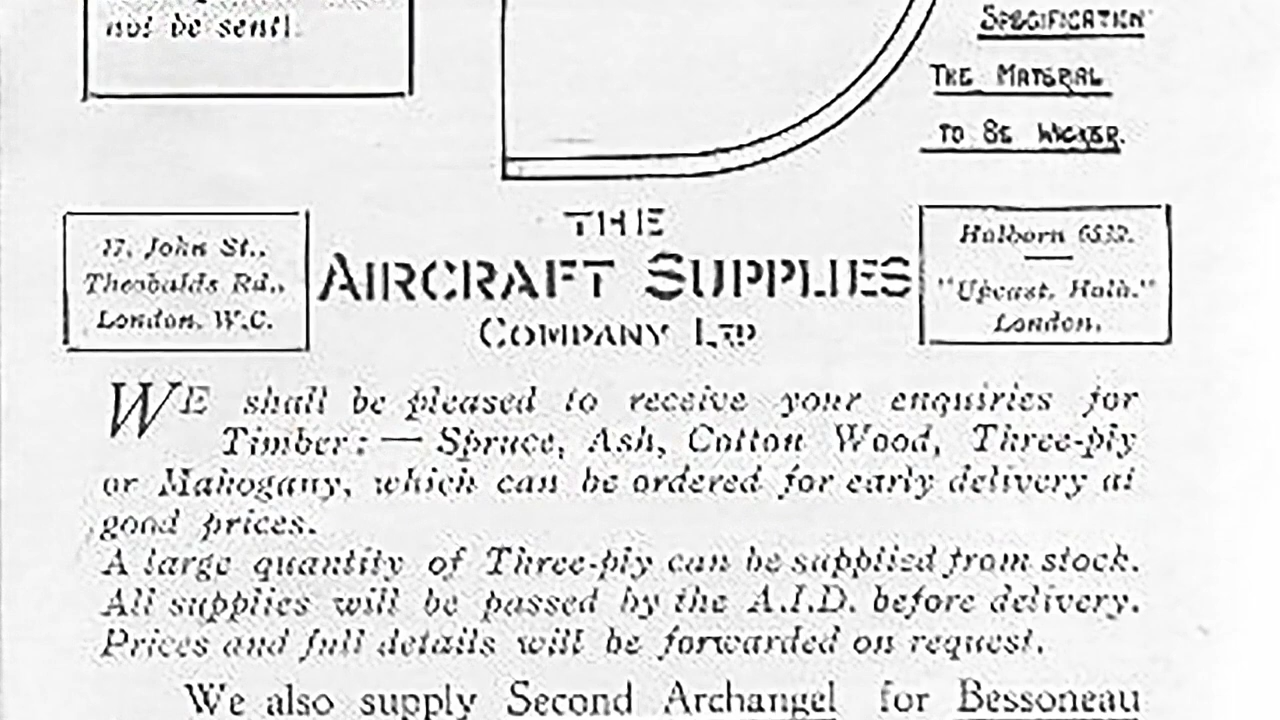 not be sent!
SPECIFICATION
THE MATERIAL
TO BE WICKER.
17, John St.,
Theobalds Rd.,
London, W.C.
THE
AIRCRAFT SUPPLIES
COMPANY LTD
Holborn 6532.
"Upcast, Holb."
London.
WE shall be pleased to receive your enquiries for
Timber:— Spruce, Ash, Cotton Wood, Three-ply
or Mahogany, which can be ordered for early delivery at
good prices.
A large quantity of Three-ply can be supplied from stock.
All supplies will be passed by the A.I.D. before delivery.
Prices and full details will be forwarded on request.
We also supply Second Archangel for Bessoneau